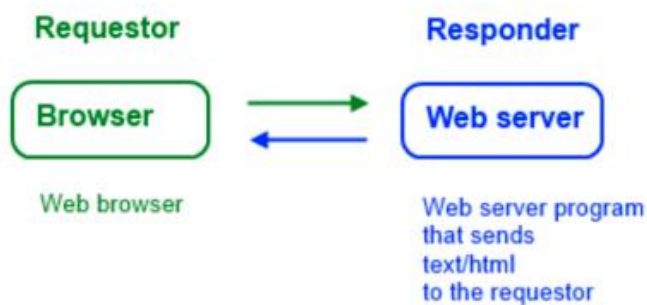 Requestor
Responder
Browser
Web server
Web browser
Web server program
that sends
text/html
to the requestor